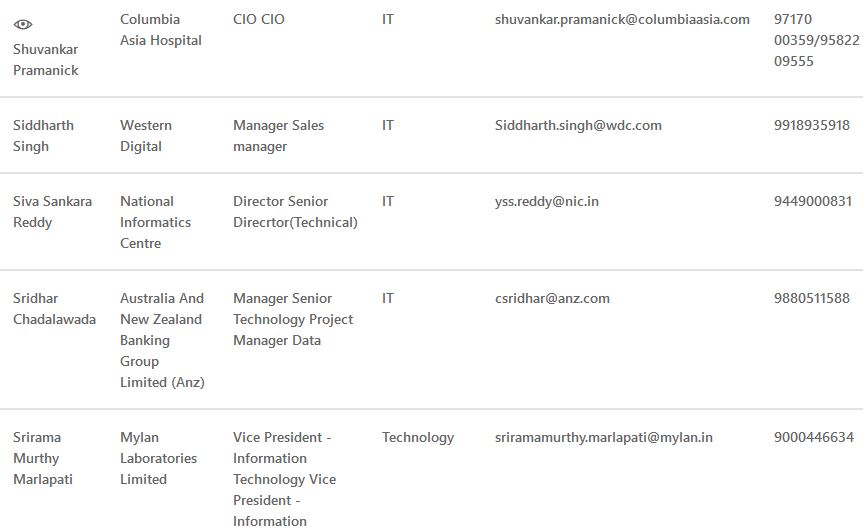 Shuvankar
Pramanick
Columbia
Asia Hospital
CIO CIO
IT
shuvankar.pramanick@columbiaasia.com
97170
00359/95822
09555
Siddharth
Singh
Western
Digital
Manager Sales
manager
IT
Siddharth.singh@wdc.com
9918935918
Siva Sankara
Reddy
National
Informatics
Centre
Director Senior
Direcrtor(Technical)
IT
yss.reddy@nic.in
9449000831
Sridhar
Chadalawada
Australia And
New Zealand
Banking
Group
Limited (Anz)
Manager Senior
Technology Project
Manager Data
IT
csridhar@anz.com
9880511588
Srirama
Murthy
Marlapati
Mylan
Laboratories
Limited
Vice President -
Information
Technology Vice
President -
Information
Technology
sriramamurthy.marlapati@mylan.in
9000446634